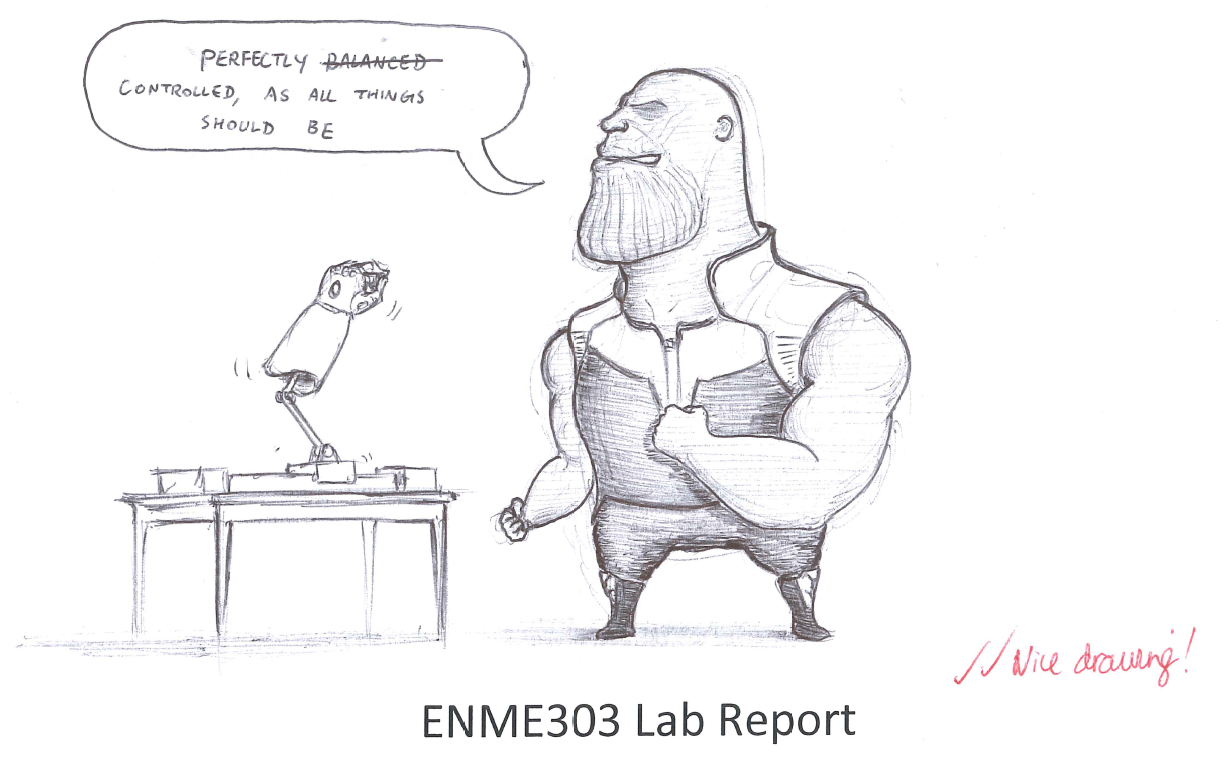 PERFECTLY ~~BALANCED~~
CONTROLLED, AS ALL THINGS
SHOULD BE
Nice drawing!
ENME303 Lab Report